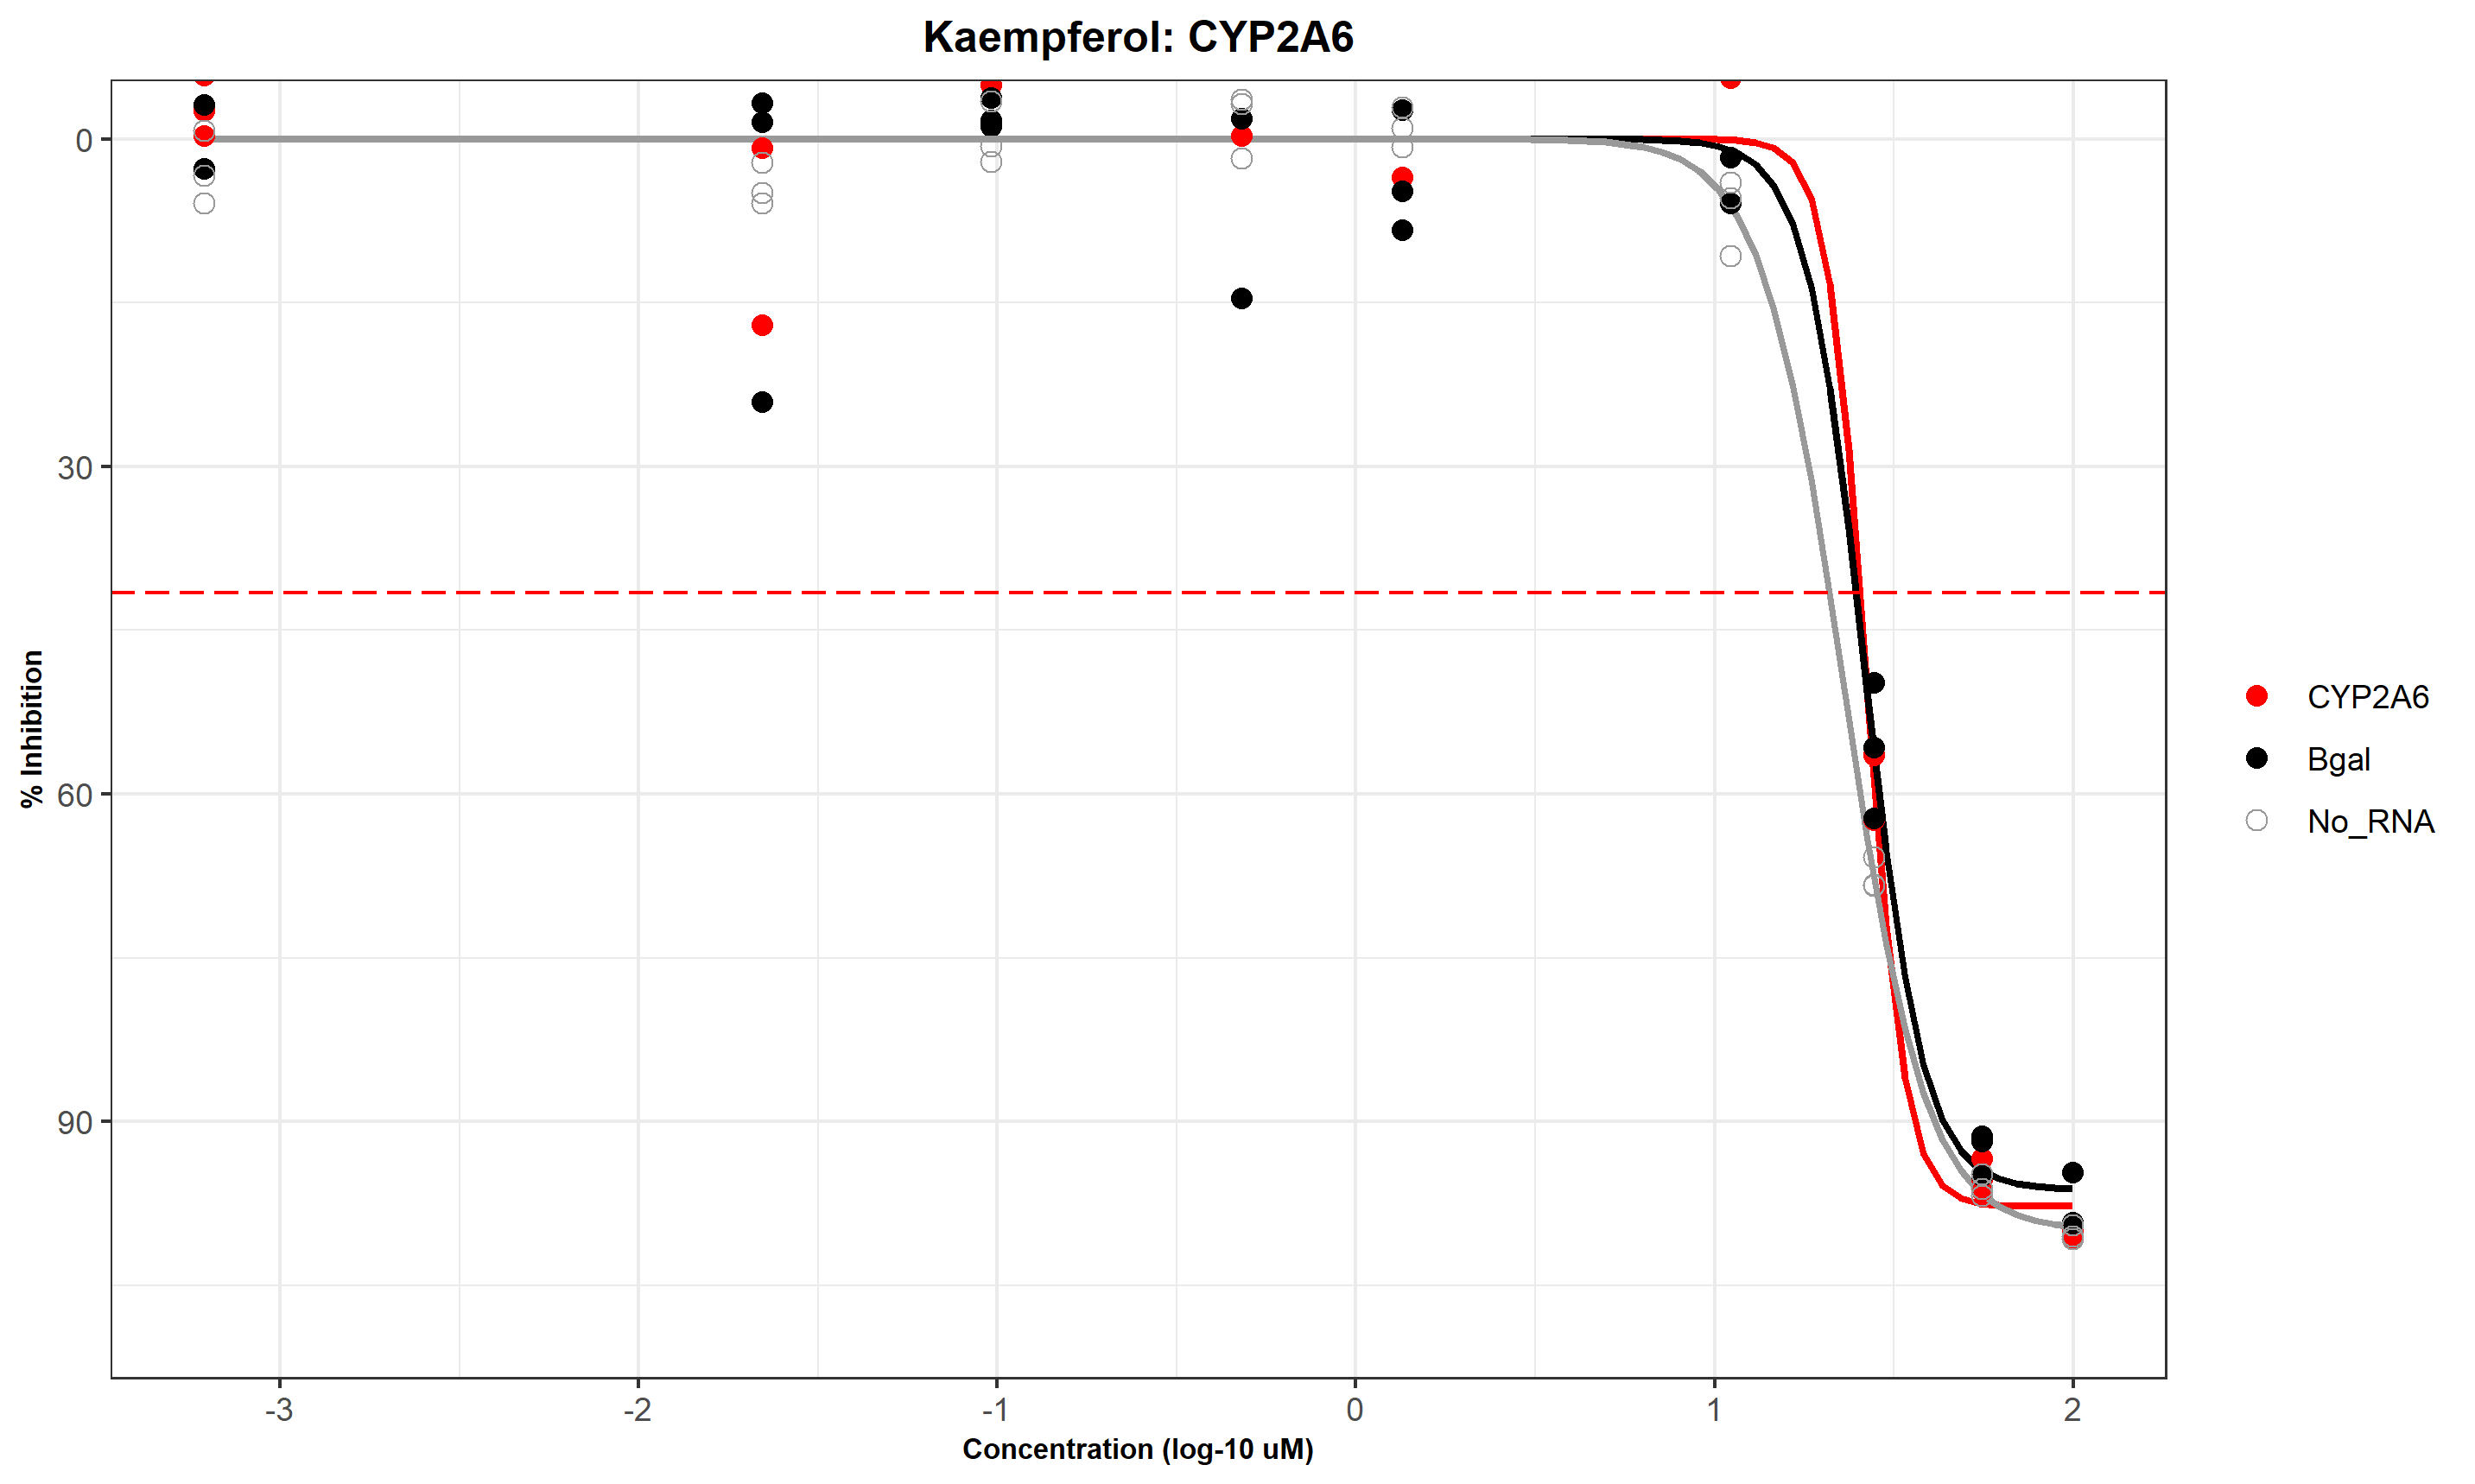 Kaempferol: CYP2A6
0
30
60
90
% Inhibition
-3
-2
-1
0
1
2
Concentration (log-10 uM)
CYP2A6
Bgal
No_RNA